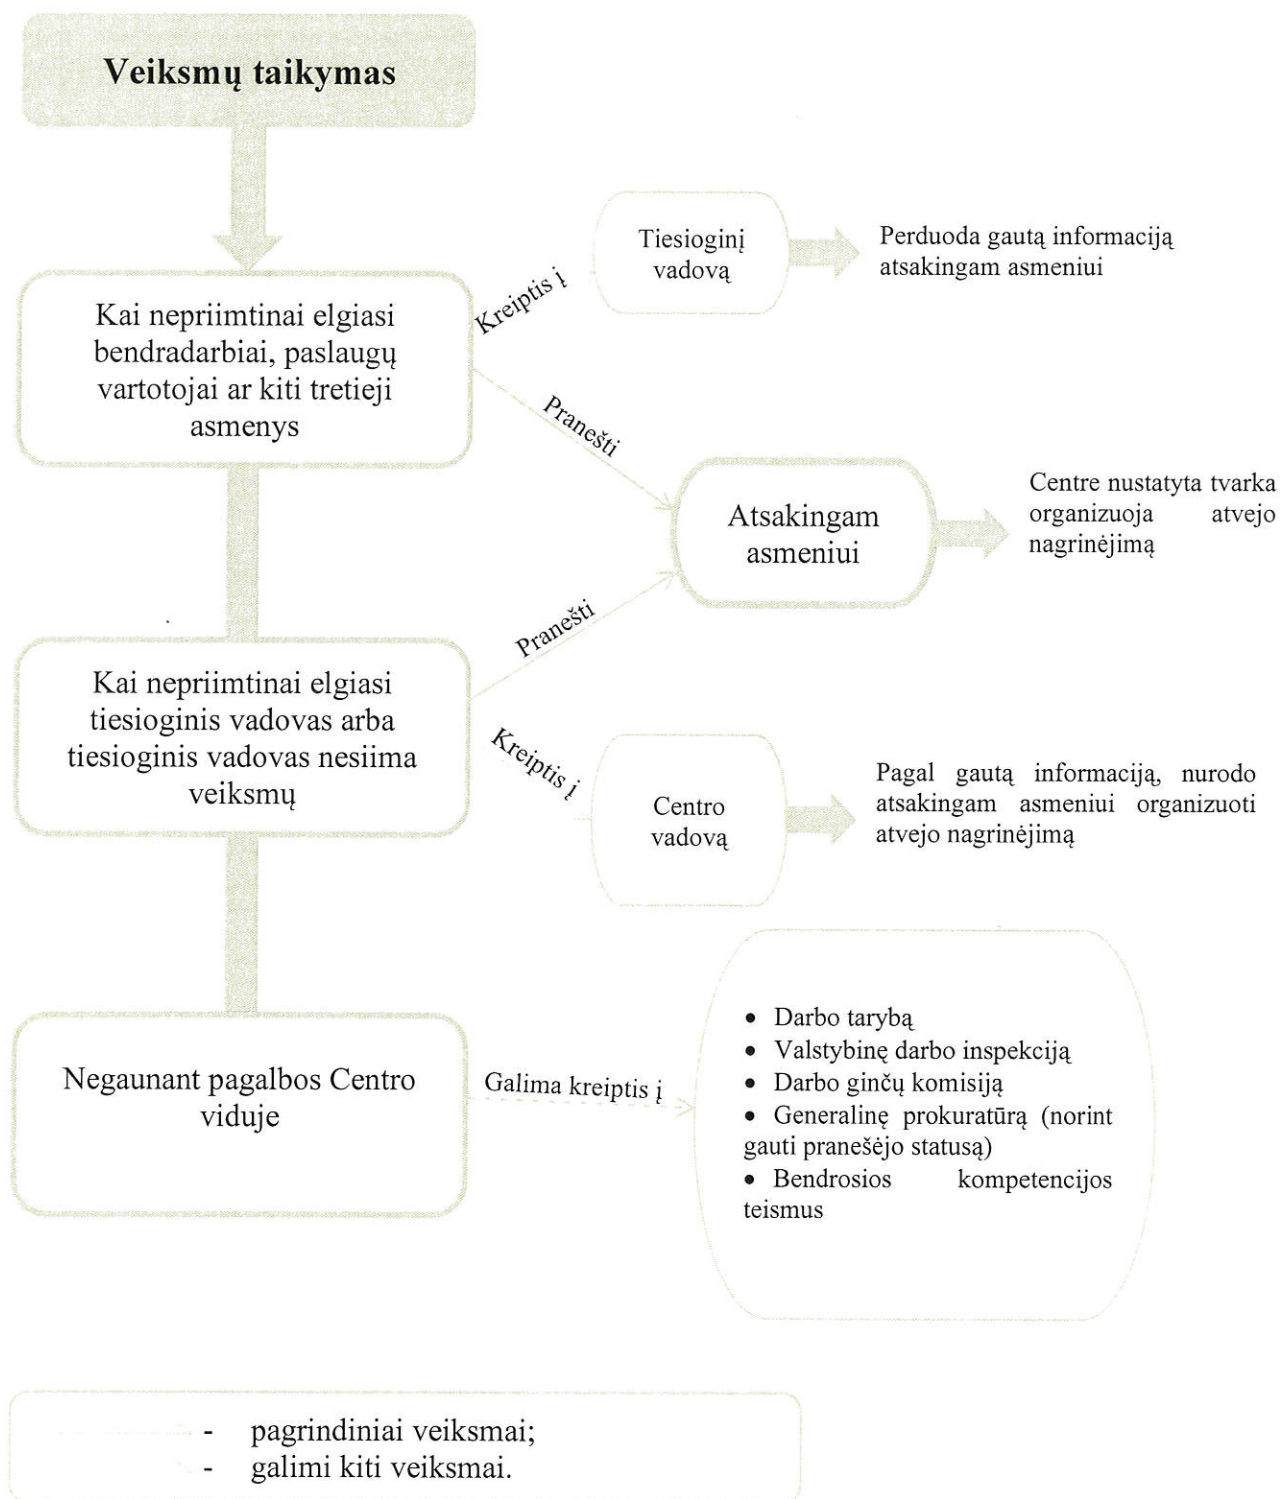 Veiksmų taikymas
Tiesioginį
vadovą
Perduoda gautą informaciją
atsakingam asmeniui
Kreiptis į
Kai nepriimtinai elgiasi
bendradarbiai, paslaugų
vartotojai ar kiti tretieji
asmenys
Pranešti
Atsakingam
asmeniui
Centre nustatyta tvarka
organizuoja atvejo
nagrinėjimą
Pranešti
Kai nepriimtinai elgiasi
tiesioginis vadovas arba
tiesioginis vadovas nesiima
veiksmų
Kreiptis į
Centro
vadovą
Pagal gautą informaciją, nurodo
atsakingam asmeniui organizuoti
atvejo nagrinėjimą
Negaunant pagalbos Centro
viduje
Galima kreiptis į
• Darbo tarybą
• Valstybinę darbo inspekciją
• Darbo ginčų komisiją
• Generalinę prokuratūrą (norint
gauti pranešėjo statusą)
• Bendrosios kompetencijos
teismus
- pagrindiniai veiksmai;
- galimi kiti veiksmai.